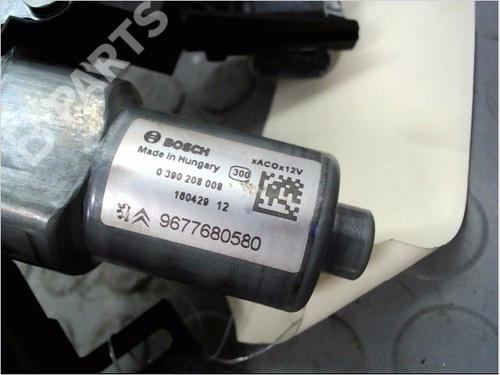 PARTS
BOSCH
Made in Hungary
300
xACOx12V
0 390 208 008
160429 12
9677680580